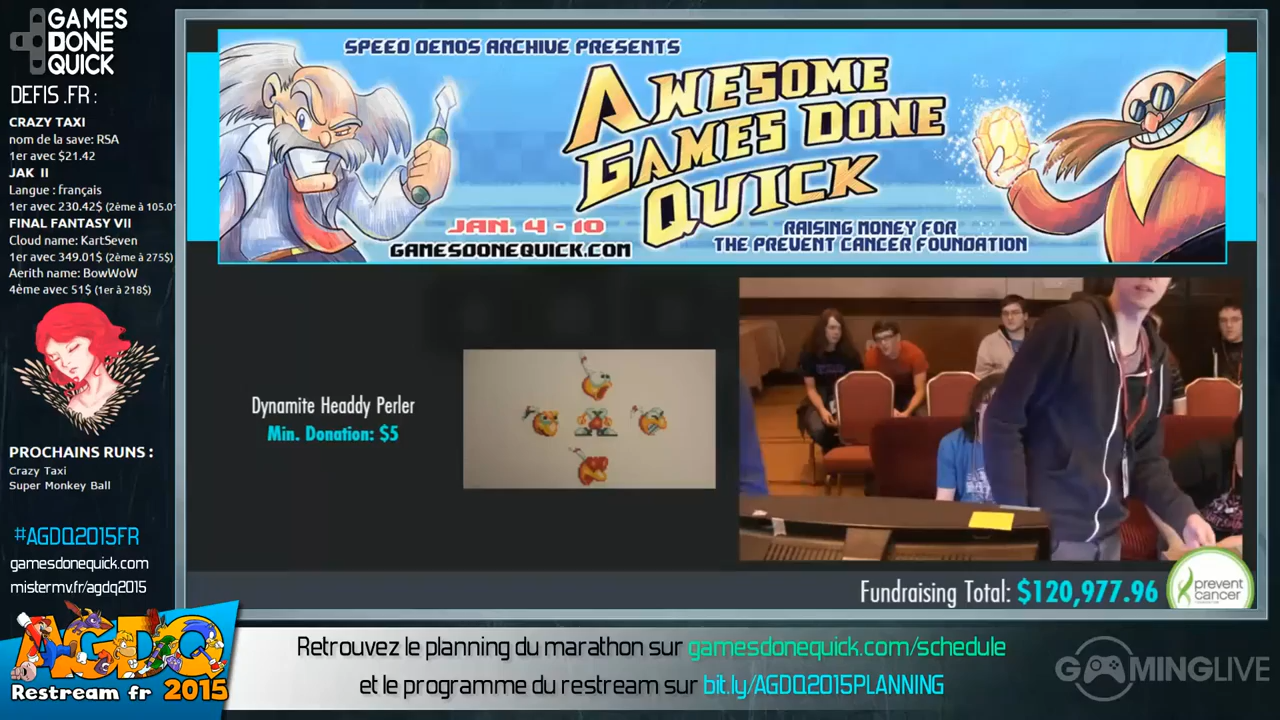 GAMES
DONE
QUICK
DEFIS .FR :
CRAZY TAXI
nom de la save: RSA
1er avec $21.42
JAK II
Langue : français
1er avec 230.42$ (2ème à 105.01
FINAL FANTASY VII
Cloud name: KartSeven
1er avec 349.01$ (2ème à 275$)
Aerith name: BowWoW
4ème avec 51$ (1er à 218$)
PROCHAINS RUNS :
Crazy Taxi
Super Monkey Ball
#AGDQ2015FR
gamesdonequick.com
mistermv.fr/agdq2015
AGDQ
Restream fr 2015
SPEED DEMOS ARCHIVE PRESENTS
AWESOME
GAMES DONE
QUICK
JAN. 4 - 10
GAMESDONEQUICK.COM
RAISING MONEY FOR
THE PREVENT CANCER FOUNDATION
Dynamite Headdy Perler
Min. Donation: $5
Fundraising Total: $120,977.96
prevent
cancer
Retrouvez le planning du marathon sur gamesdonequick.com/schedule
et le programme du restream sur bit.ly/AGDQ2015PLANNING
GAMINGLIVE